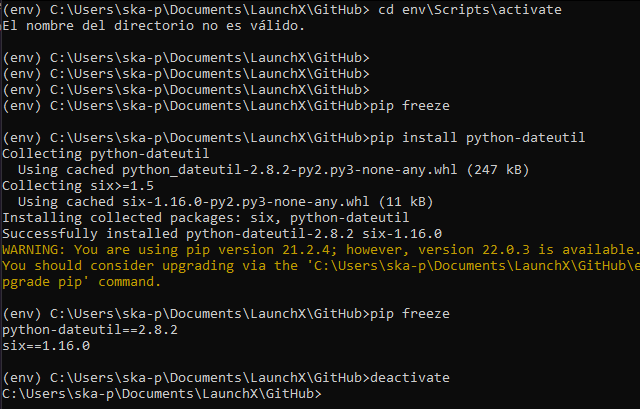 (env) C:\Users\ska-p\Documents\LaunchX\GitHub> cd env\Scripts\activate
El nombre del directorio no es válido.
(env) C:\Users\ska-p\Documents\LaunchX\GitHub>
(env) C:\Users\ska-p\Documents\LaunchX\GitHub>
(env) C:\Users\ska-p\Documents\LaunchX\GitHub>
(env) C:\Users\ska-p\Documents\LaunchX\GitHub>pip freeze
(env) C:\Users\ska-p\Documents\LaunchX\GitHub>pip install python-dateutil
Collecting python-dateutil
  Using cached python_dateutil-2.8.2-py2.py3-none-any.whl (247 kB)
Collecting six>=1.5
  Using cached six-1.16.0-py2.py3-none-any.whl (11 kB)
Installing collected packages: six, python-dateutil
Successfully installed python-dateutil-2.8.2 six-1.16.0
WARNING: You are using pip version 21.2.4; however, version 22.0.3 is available.
You should consider upgrading via the 'C:\Users\ska-p\Documents\LaunchX\GitHub\e
pgrade pip' command.
(env) C:\Users\ska-p\Documents\LaunchX\GitHub>pip freeze
python-dateutil==2.8.2
six==1.16.0
(env) C:\Users\ska-p\Documents\LaunchX\GitHub>deactivate
C:\Users\ska-p\Documents\LaunchX\GitHub>